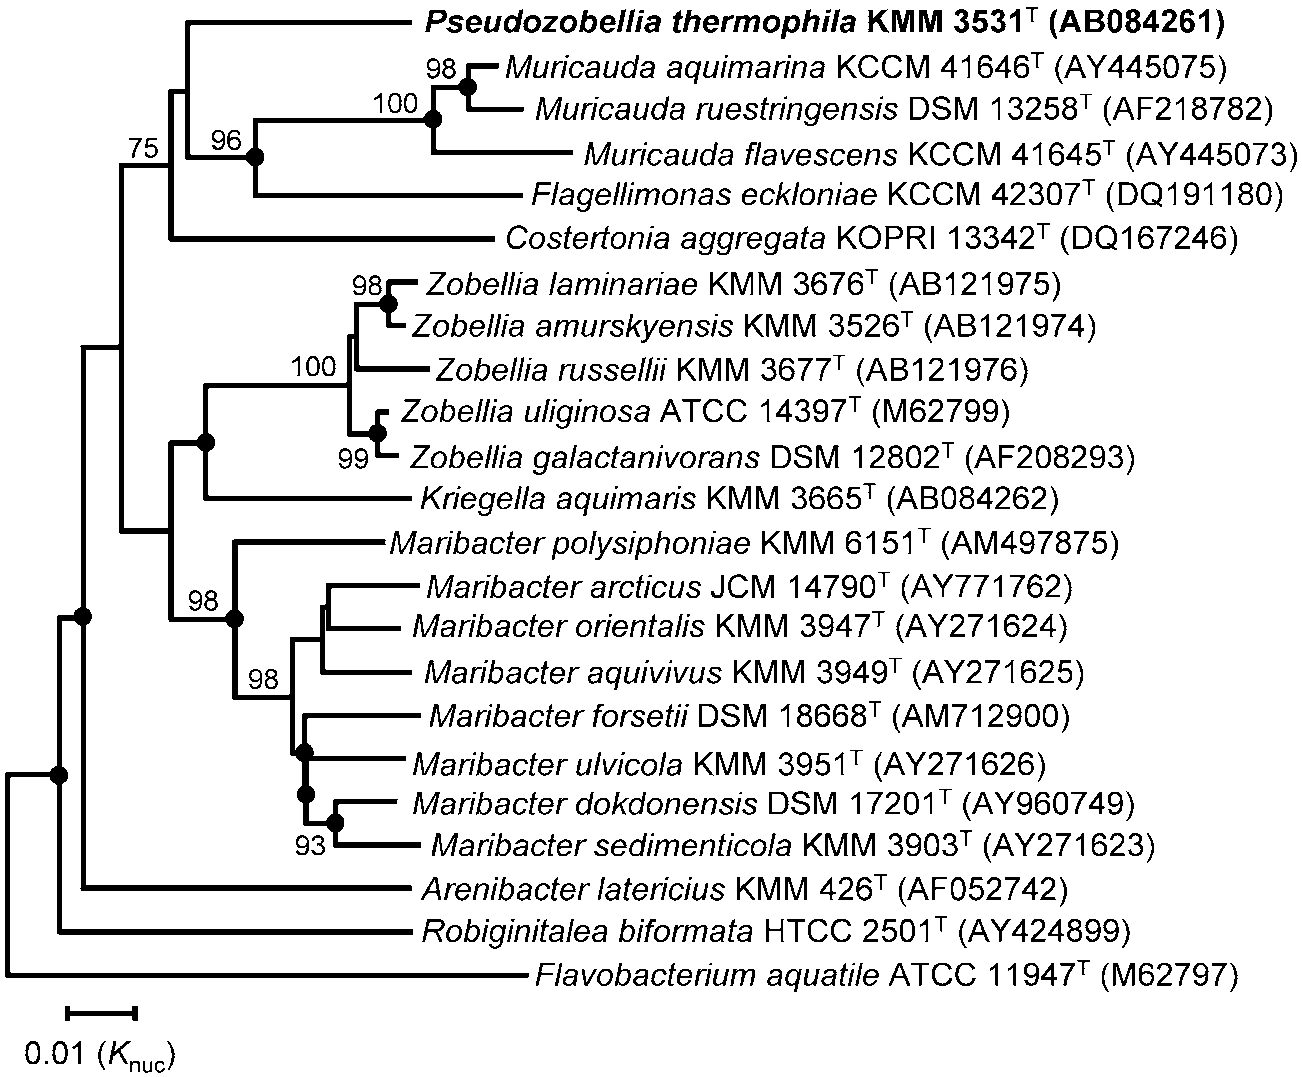 Pseudozobellia thermophila KMM 3531ᵀ (AB084261)
98 Muricauda aquimarina KCCM 41646ᵀ (AY445075)
100 Muricauda ruestringensis DSM 13258ᵀ (AF218782)
75 96 Muricauda flavescens KCCM 41645ᵀ (AY445073)
Flagellimonas eckloniae KCCM 42307ᵀ (DQ191180)
Costertonia aggregata KOPRI 13342ᵀ (DQ167246)
98 Zobellia laminariae KMM 3676ᵀ (AB121975)
Zobellia amurskyensis KMM 3526ᵀ (AB121974)
100 Zobellia russellii KMM 3677ᵀ (AB121976)
Zobellia uliginosa ATCC 14397ᵀ (M62799)
99 Zobellia galactanivorans DSM 12802ᵀ (AF208293)
Kriegella aquimaris KMM 3665ᵀ (AB084262)
Maribacter polysiphoniae KMM 6151ᵀ (AM497875)
98 Maribacter arcticus JCM 14790ᵀ (AY771762)
Maribacter orientalis KMM 3947ᵀ (AY271624)
98 Maribacter aquivivus KMM 3949ᵀ (AY271625)
Maribacter forsetii DSM 18668ᵀ (AM712900)
Maribacter ulvicola KMM 3951ᵀ (AY271626)
Maribacter dokdonensis DSM 17201ᵀ (AY960749)
93 Maribacter sedimenticola KMM 3903ᵀ (AY271623)
Arenibacter latericius KMM 426ᵀ (AF052742)
Robiginitalea biformata HTCC 2501ᵀ (AY424899)
Flavobacterium aquatile ATCC 11947ᵀ (M62797)
0.01 (Knuc)